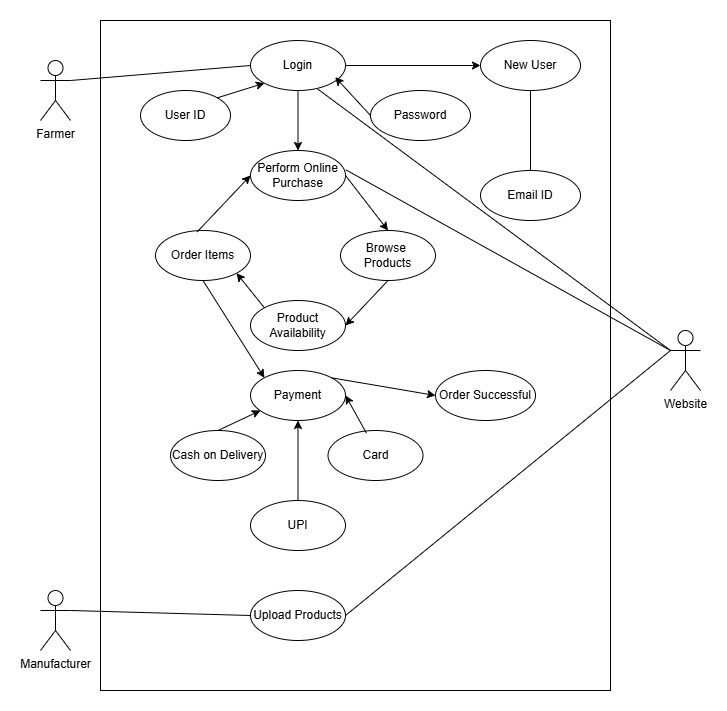 Login
New User
User ID
Password
Farmer
Perform Online
Purchase
Email ID
Order Items
Browse
Products
Product
Availability
Payment
Order Successful
Website
Cash on Delivery
Card
UPI
Upload Products
Manufacturer